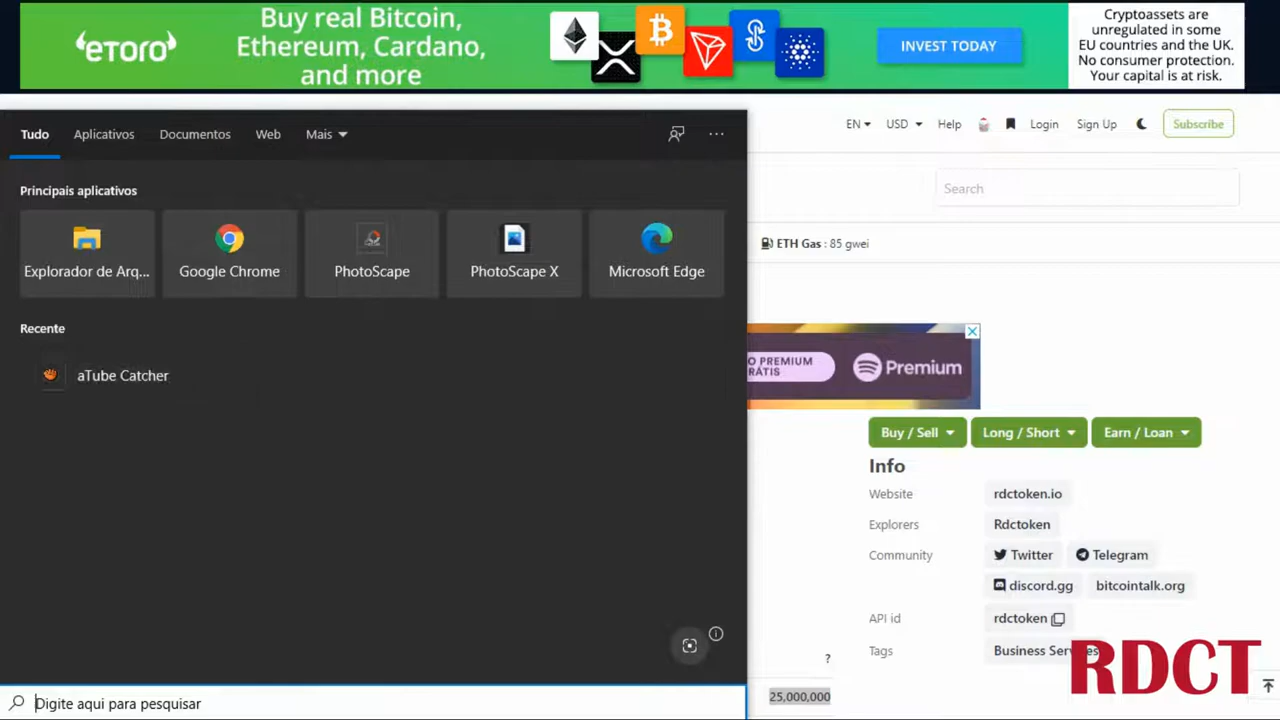 eTORO
Buy real Bitcoin,
Ethereum, Cardano,
and more
INVEST TODAY
Cryptoassets are
unregulated in some
EU countries and the UK.
No consumer protection.
Your capital is at risk.
Tudo Aplicativos Documentos Web Mais
EN USD Help Login Sign Up Subscribe
Principais aplicativos
Search
Explorador de Arq... Google Chrome PhotoScape PhotoScape X Microsoft Edge
ETH Gas : 85 gwei
Recente
aTube Catcher
O PREMIUM
RÁTIS
Premium
Buy / Sell Long / Short Earn / Loan
Info
Website rdctoken.io
Explorers Rdctoken
Community Twitter Telegram
discord.gg bitcointalk.org
API id rdctoken
Tags Business Services
RDCT
?
25,000,000
Digite aqui para pesquisar